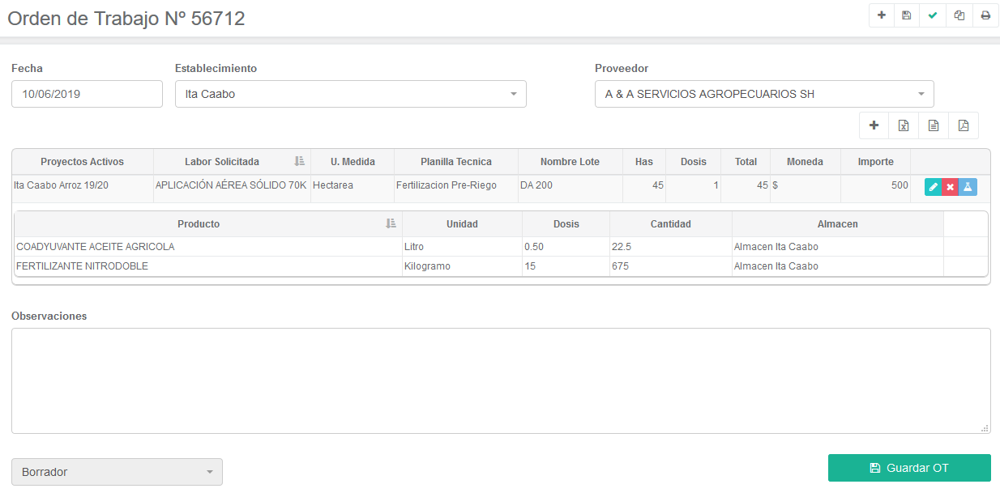 Orden de Trabajo Nº 56712
Fecha Establecimiento Proveedor
10/06/2019 Ita Caabo A & A SERVICIOS AGROPECUARIOS SH
Proyectos Activos Labor Solicitada U. Medida Planilla Tecnica Nombre Lote Has Dosis Total Moneda Importe
Ita Caabo Arroz 19/20 APLICACIÓN AÉREA SÓLIDO 70K Hectarea Fertilizacion Pre-Riego DA 200 45 1 45 $ 500
Producto Unidad Dosis Cantidad Almacen
COADYUVANTE ACEITE AGRICOLA Litro 0.50 22.5 Almacen Ita Caabo
FERTILIZANTE NITRODOBLE Kilogramo 15 675 Almacen Ita Caabo
Observaciones
Borrador Guardar OT